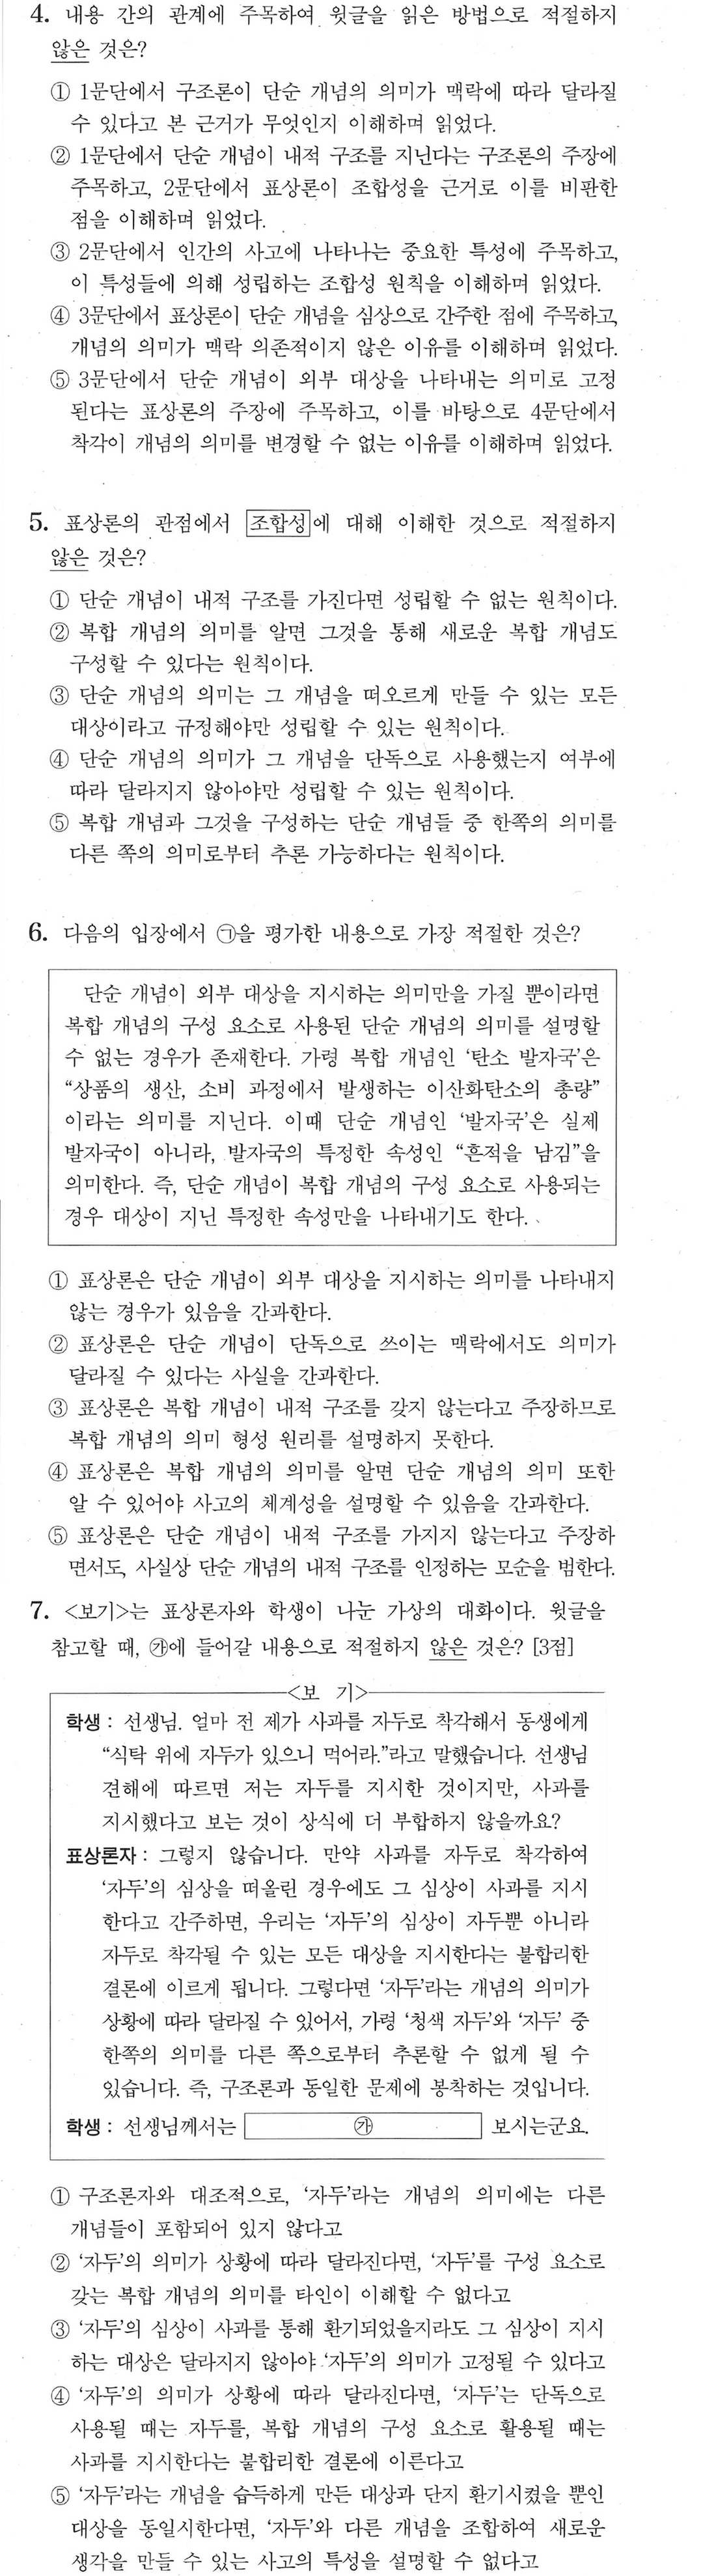 4. 내용 간의 관계에 주목하여 윗글을 읽은 방법으로 적절하지
않은 것은?
① 1문단에서 구조론이 단순 개념의 의미가 맥락에 따라 달라질
수 있다고 본 근거가 무엇인지 이해하며 읽었다.
② 1문단에서 단순 개념이 내적 구조를 지닌다는 구조론의 주장에
주목하고, 2문단에서 표상론이 조합성을 근거로 이를 비판한
점을 이해하며 읽었다.
③ 2문단에서 인간의 사고에 나타나는 중요한 특성에 주목하고,
이 특성들에 의해 성립하는 조합성 원칙을 이해하며 읽었다.
④ 3문단에서 표상론이 단순 개념을 심상으로 간주한 점에 주목하고,
개념의 의미가 맥락 의존적이지 않은 이유를 이해하며 읽었다.
⑤ 3문단에서 단순 개념이 외부 대상을 나타내는 의미로 고정
된다는 표상론의 주장에 주목하고, 이를 바탕으로 4문단에서
착각이 개념의 의미를 변경할 수 없는 이유를 이해하며 읽었다.
5. 표상론의 관점에서 조합성에 대해 이해한 것으로 적절하지
않은 것은?
① 단순 개념이 내적 구조를 가진다면 성립할 수 없는 원칙이다.
② 복합 개념의 의미를 알면 그것을 통해 새로운 복합 개념도
구성할 수 있다는 원칙이다.
③ 단순 개념의 의미는 그 개념을 떠오르게 만들 수 있는 모든
대상이라고 규정해야만 성립할 수 있는 원칙이다.
④ 단순 개념의 의미가 그 개념을 단독으로 사용했는지 여부에
따라 달라지지 않아야만 성립할 수 있는 원칙이다.
⑤ 복합 개념과 그것을 구성하는 단순 개념들 중 한쪽의 의미를
다른 쪽의 의미로부터 추론 가능하다는 원칙이다.
6. 다음의 입장에서 ㉠을 평가한 내용으로 가장 적절한 것은?
단순 개념이 외부 대상을 지시하는 의미만을 가질 뿐이라면
복합 개념의 구성 요소로 사용된 단순 개념의 의미를 설명할
수 없는 경우가 존재한다. 가령 복합 개념인 ‘탄소 발자국’은
“상품의 생산, 소비 과정에서 발생하는 이산화탄소의 총량”
이라는 의미를 지닌다. 이때 단순 개념인 ‘발자국’은 실제
발자국이 아니라, 발자국의 특정한 속성인 “흔적을 남김”을
의미한다. 즉, 단순 개념이 복합 개념의 구성 요소로 사용되는
경우 대상이 지닌 특정한 속성만을 나타내기도 한다.
① 표상론은 단순 개념이 외부 대상을 지시하는 의미를 나타내지
않는 경우가 있음을 간과한다.
② 표상론은 단순 개념이 단독으로 쓰이는 맥락에서도 의미가
달라질 수 있다는 사실을 간과한다.
③ 표상론은 복합 개념이 내적 구조를 갖지 않는다고 주장하므로
복합 개념의 의미 형성 원리를 설명하지 못한다.
④ 표상론은 복합 개념의 의미를 알면 단순 개념의 의미 또한
알 수 있어야 사고의 체계성을 설명할 수 있음을 간과한다.
⑤ 표상론은 단순 개념이 내적 구조를 가지지 않는다고 주장하
면서도, 사실상 단순 개념의 내적 구조를 인정하는 모순을 범한다.
7. <보기>는 표상론자와 학생이 나눈 가상의 대화이다. 윗글을
참고할 때, ㉮에 들어갈 내용으로 적절하지 않은 것은? [3점]
<보 기>
학생 : 선생님. 얼마 전 제가 사과를 자두로 착각해서 동생에게
“식탁 위에 자두가 있으니 먹어라.”라고 말했습니다. 선생님
견해에 따르면 저는 자두를 지시한 것이지만, 사과를
지시했다고 보는 것이 상식에 더 부합하지 않을까요?
표상론자 : 그렇지 않습니다. 만약 사과를 자두로 착각하여
‘자두’의 심상을 떠올린 경우에도 그 심상이 사과를 지시
한다고 간주하면, 우리는 ‘자두’의 심상이 자두뿐 아니라
자두로 착각될 수 있는 모든 대상을 지시한다는 불합리한
결론에 이르게 됩니다. 그렇다면 ‘자두’라는 개념의 의미가
상황에 따라 달라질 수 있어서, 가령 ‘청색 자두’와 ‘자두’ 중
한쪽의 의미를 다른 쪽으로부터 추론할 수 없게 될 수
있습니다. 즉, 구조론과 동일한 문제에 봉착하는 것입니다.
학생 : 선생님께서는 ㉮ 보시는군요.
① 구조론자와 대조적으로, ‘자두’라는 개념의 의미에는 다른
개념들이 포함되어 있지 않다고
② ‘자두’의 의미가 상황에 따라 달라진다면, ‘자두’를 구성 요소로
갖는 복합 개념의 의미를 타인이 이해할 수 없다고
③ ‘자두’의 심상이 사과를 통해 환기되었을지라도 그 심상이 지시
하는 대상은 달라지지 않아야 ‘자두’의 의미가 고정될 수 있다고
④ ‘자두’의 의미가 상황에 따라 달라진다면, ‘자두’는 단독으로
사용될 때는 자두를, 복합 개념의 구성 요소로 활용될 때는
사과를 지시한다는 불합리한 결론에 이른다고
⑤ ‘자두’라는 개념을 습득하게 만든 대상과 단지 환기시켰을 뿐인
대상을 동일시한다면, ‘자두’와 다른 개념을 조합하여 새로운
생각을 만들 수 있는 사고의 특성을 설명할 수 없다고